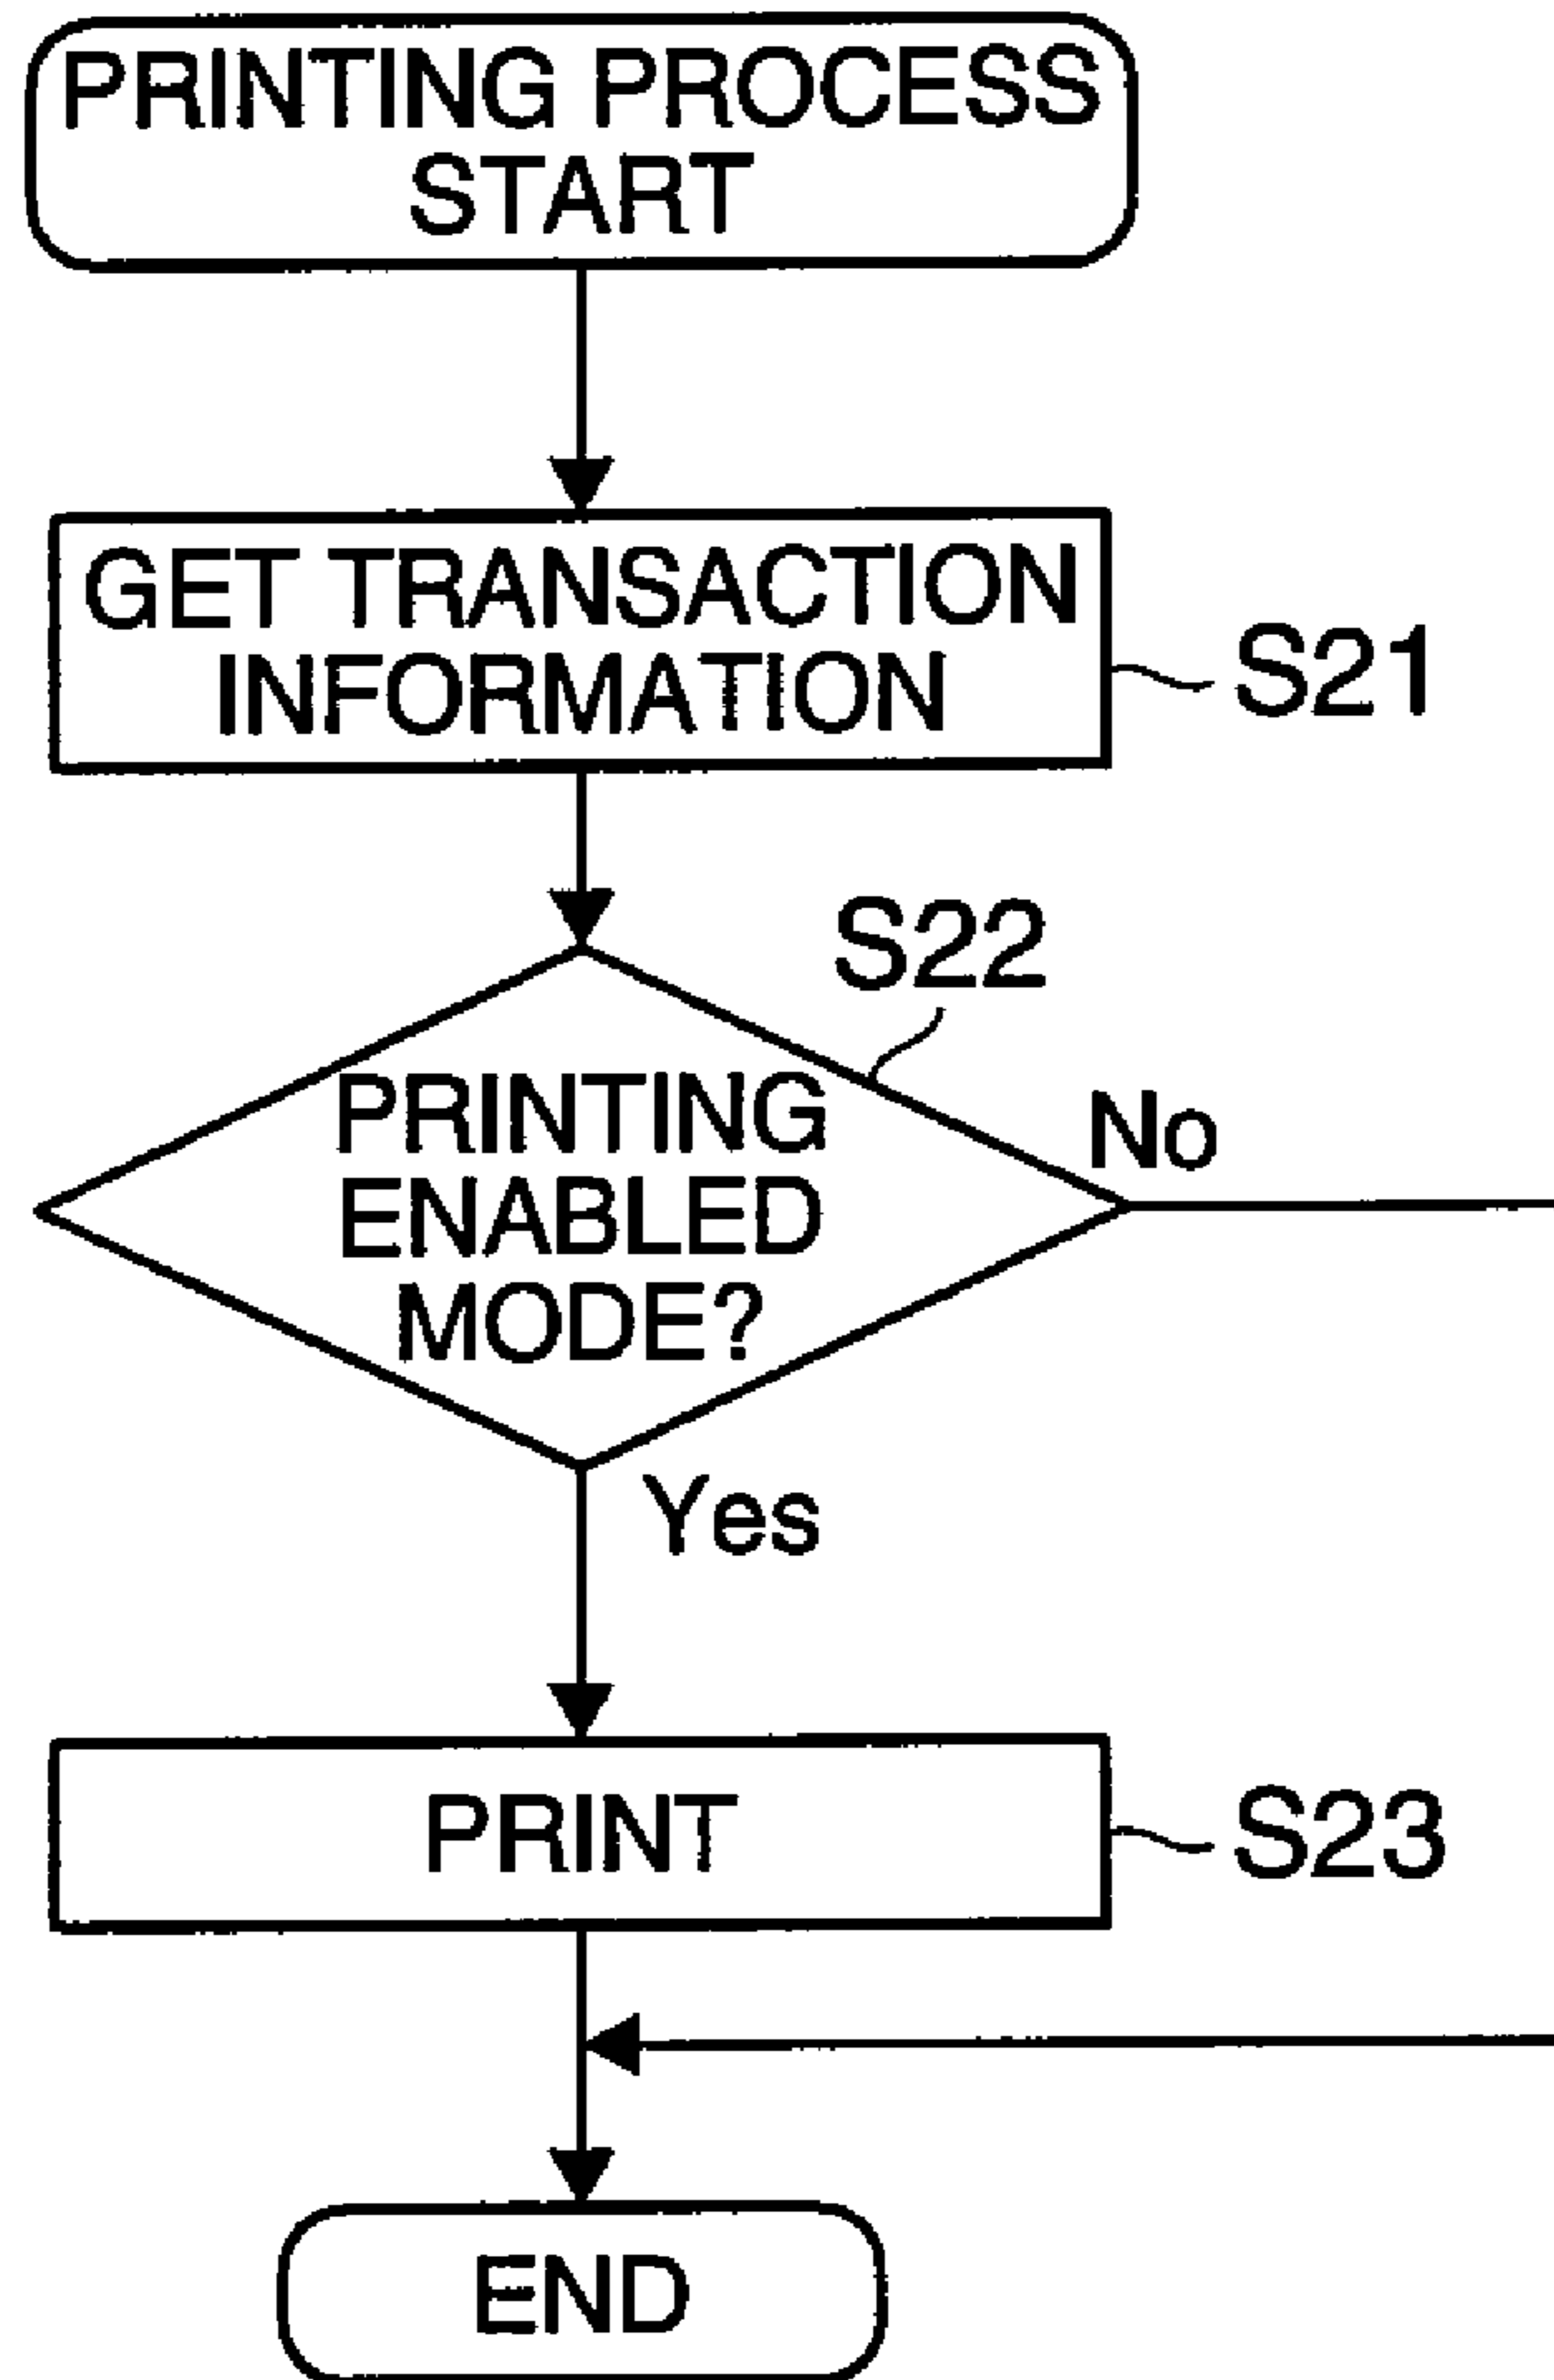 PRINTING PROCESS
START
GET TRANSACTION
INFORMATION
S21
S22
PRINTING
ENABLED
MODE?
No
Yes
PRINT
S23
END